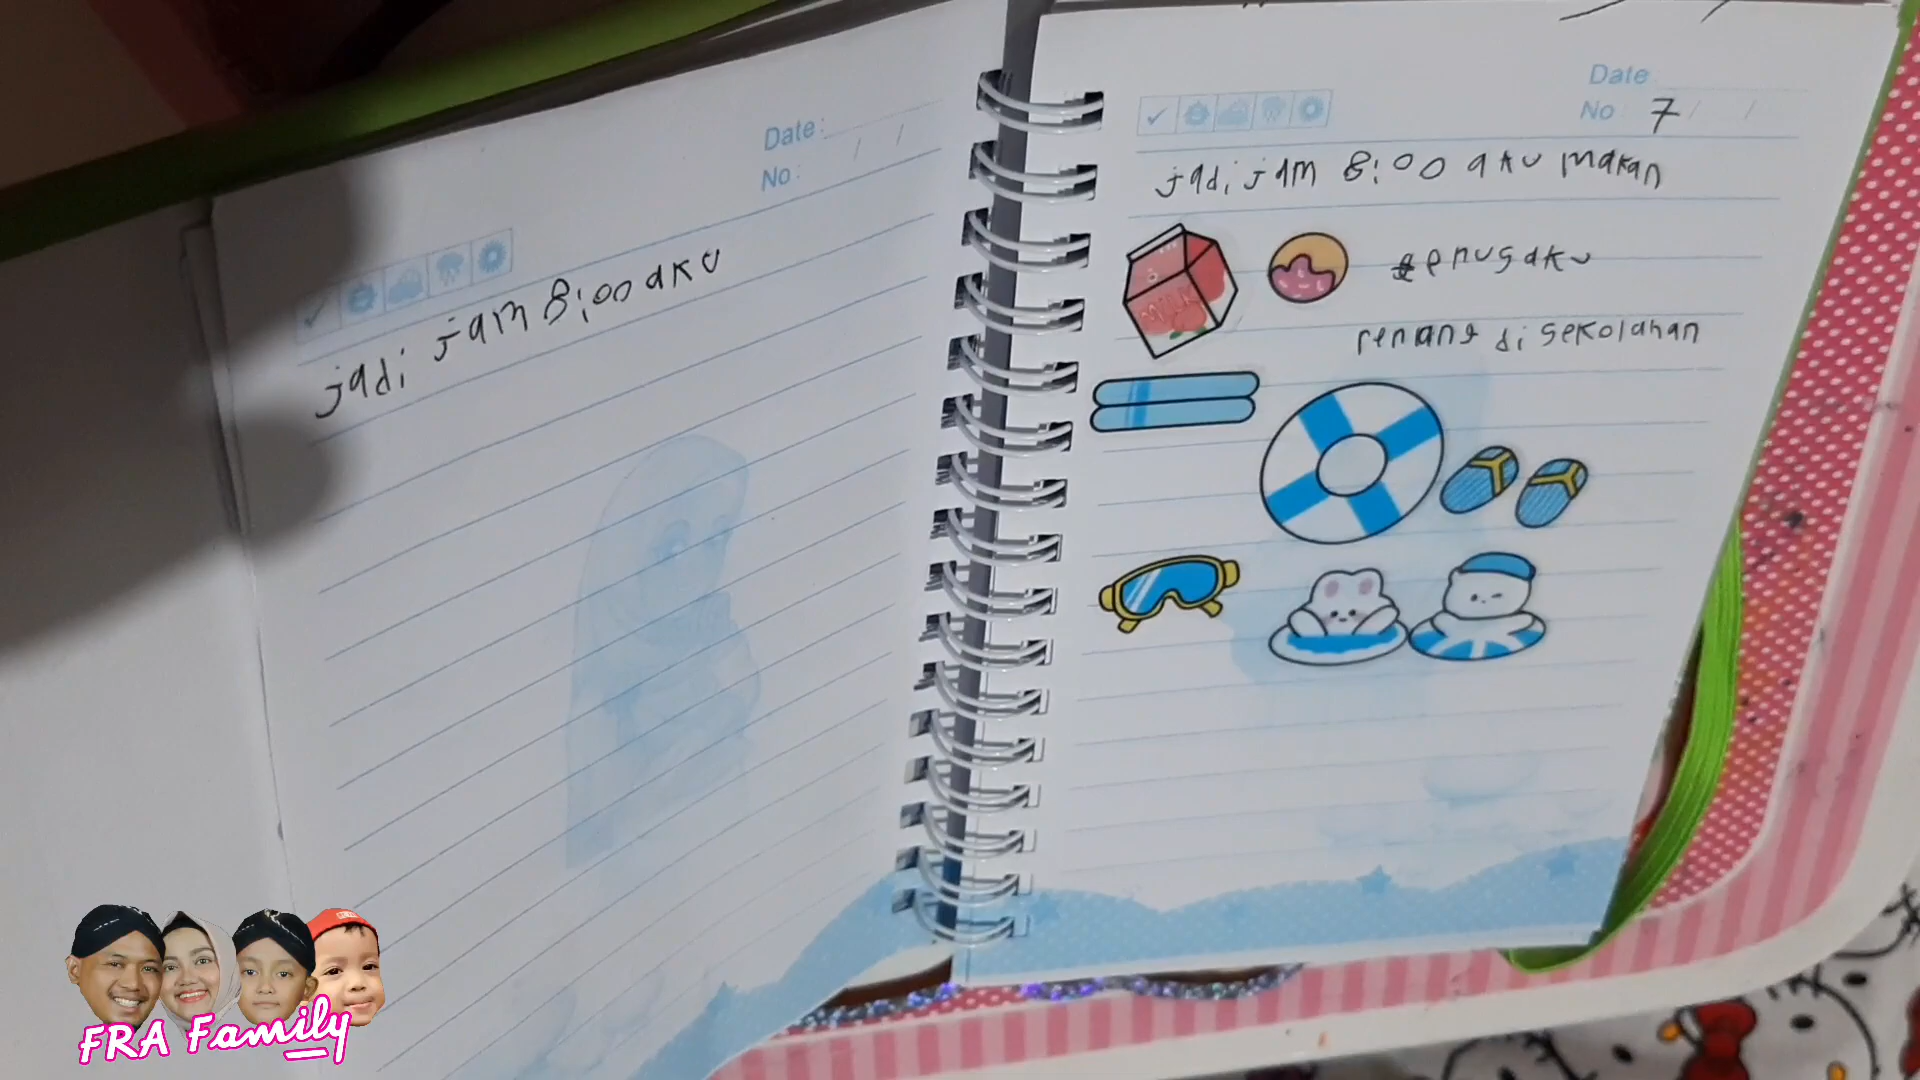 Date:
No: / /
jadi jam 8:00 aku
Date
No: 7 / /
jadi jam 8:00 aku makan
MILK
renang di sekolahan
FRA Family